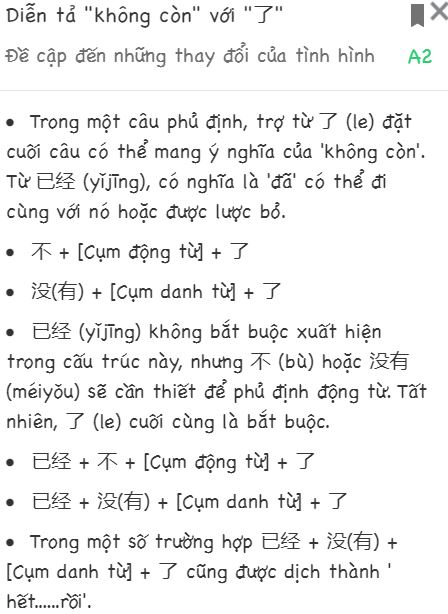 Diễn tả "không còn" với "了"
Đề cập đến những thay đổi của tình hình A2
• Trong một câu phủ định, trợ từ 了 (le) đặt
cuối câu có thể mang ý nghĩa của 'không còn'.
Từ 已经 (yǐjīng), có nghĩa là 'đã' có thể đi
cùng với nó hoặc được lược bỏ.
• 不 + [Cụm động từ] + 了
• 没(有) + [Cụm danh từ] + 了
• 已经 (yǐjīng) không bắt buộc xuất hiện
trong cấu trúc này, nhưng 不 (bù) hoặc 没有
(méiyǒu) sẽ cần thiết để phủ định động từ. Tất
nhiên, 了 (le) cuối cùng là bắt buộc.
• 已经 + 不 + [Cụm động từ] + 了
• 已经 + 没(有) + [Cụm danh từ] + 了
• Trong một số trường hợp 已经 + 没(有) +
[Cụm danh từ] + 了 cũng được dịch thành '
hết......rồi'.